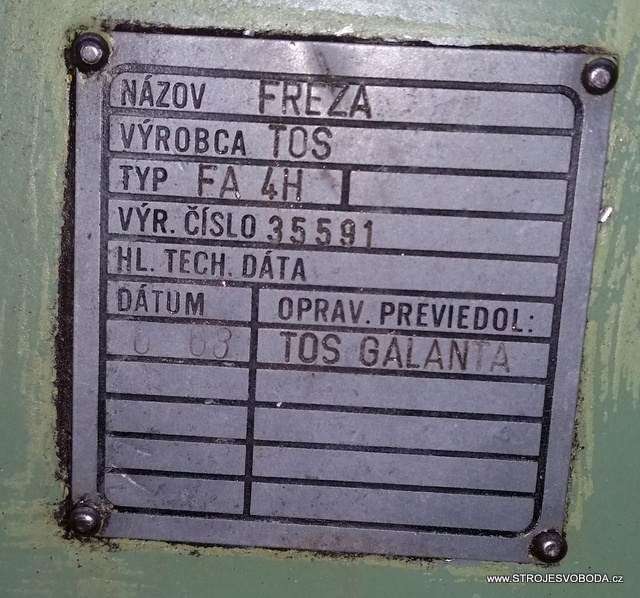 NÁZOV FREZA
VÝROBCA TOS
TYP FA 4H
VÝR. ČÍSLO 35591
HL. TECH. DÁTA
DÁTUM OPRAV. PREVIEDOL:
TOS GALANTA
www.STROJESVOBODA.cz